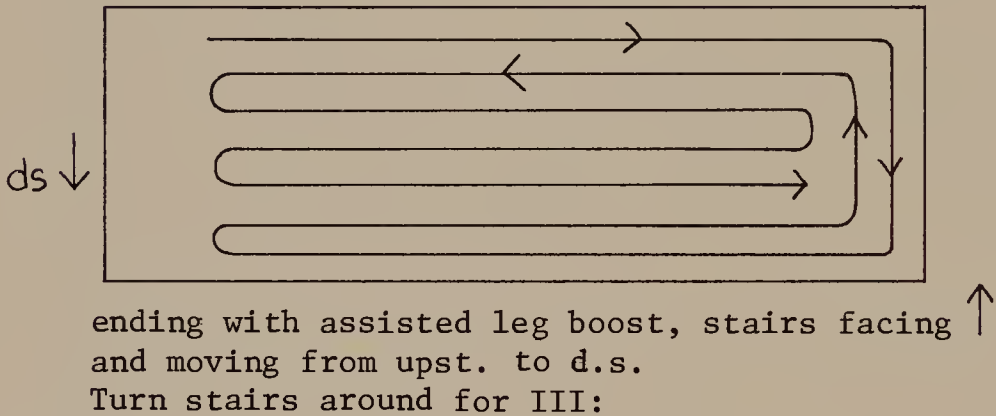 ds ↓
ending with assisted leg boost, stairs facing ↑
and moving from upst. to d.s.
Turn stairs around for III: